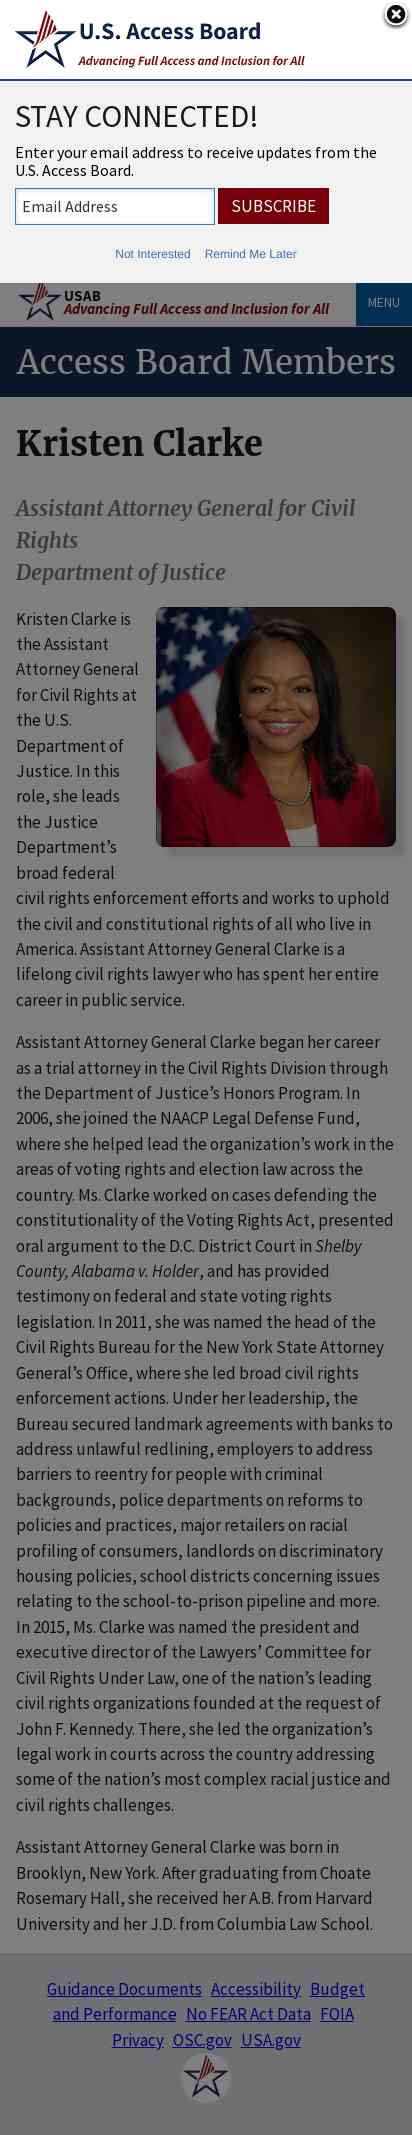 U.S. Access Board
Advancing Full Access and Inclusion for All
STAY CONNECTED!
Enter your email address to receive updates from the
U.S. Access Board.
Email Address
SUBSCRIBE
Not Interested Remind Me Later
USAB
Advancing Full Access and Inclusion for All
MENU
Access Board Members
Kristen Clarke
Assistant Attorney General for Civil
Rights
Department of Justice
Kristen Clarke is
the Assistant
Attorney General
for Civil Rights at
the U.S.
Department of
Justice. In this
role, she leads
the Justice
Department’s
broad federal
civil rights enforcement efforts and works to uphold
the civil and constitutional rights of all who live in
America. Assistant Attorney General Clarke is a
lifelong civil rights lawyer who has spent her entire
career in public service.
Assistant Attorney General Clarke began her career
as a trial attorney in the Civil Rights Division through
the Department of Justice’s Honors Program. In
2006, she joined the NAACP Legal Defense Fund,
where she helped lead the organization’s work in the
areas of voting rights and election law across the
country. Ms. Clarke worked on cases defending the
constitutionality of the Voting Rights Act, presented
oral argument to the D.C. District Court in Shelby
County, Alabama v. Holder, and has provided
testimony on federal and state voting rights
legislation. In 2011, she was named the head of the
Civil Rights Bureau for the New York State Attorney
General’s Office, where she led broad civil rights
enforcement actions. Under her leadership, the
Bureau secured landmark agreements with banks to
address unlawful redlining, employers to address
barriers to reentry for people with criminal
backgrounds, police departments on reforms to
policies and practices, major retailers on racial
profiling of consumers, landlords on discriminatory
housing policies, school districts concerning issues
relating to the school-to-prison pipeline and more.
In 2015, Ms. Clarke was named the president and
executive director of the Lawyers’ Committee for
Civil Rights Under Law, one of the nation’s leading
civil rights organizations founded at the request of
John F. Kennedy. There, she led the organization’s
legal work in courts across the country addressing
some of the nation’s most complex racial justice and
civil rights challenges.
Assistant Attorney General Clarke was born in
Brooklyn, New York. After graduating from Choate
Rosemary Hall, she received her A.B. from Harvard
University and her J.D. from Columbia Law School.
Guidance Documents Accessibility Budget
and Performance No FEAR Act Data FOIA
Privacy OSC.gov USA.gov